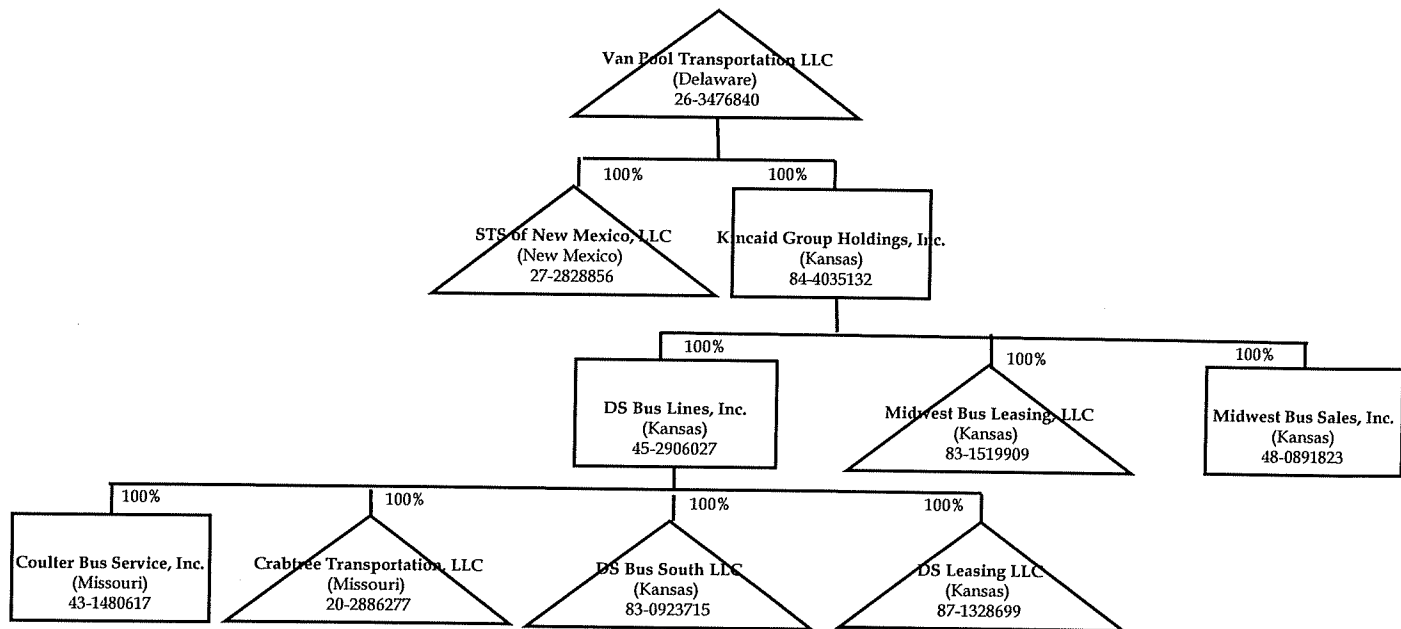 Van Pool Transportation LLC
(Delaware)
26-3476840
100%
100%
STS of New Mexico, LLC
(New Mexico)
27-2828856
Kincaid Group Holdings, Inc.
(Kansas)
84-4035132
100%
100%
100%
DS Bus Lines, Inc.
(Kansas)
45-2906027
Midwest Bus Leasing, LLC
(Kansas)
83-1519909
Midwest Bus Sales, Inc.
(Kansas)
48-0891823
100%
100%
100%
100%
Coulter Bus Service, Inc.
(Missouri)
43-1480617
Crabtree Transportation, LLC
(Missouri)
20-2886277
DS Bus South LLC
(Kansas)
83-0923715
DS Leasing LLC
(Kansas)
87-1328699